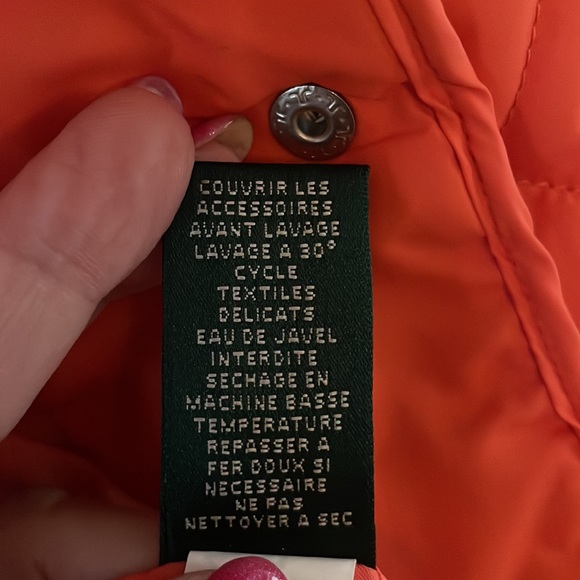 COUVRIR LES
ACCESSOIRES
AVANT LAVAGE
LAVAGE A 30°
CYCLE
TEXTILES
DELICATS
EAU DE JAVEL
INTERDITE
SECHAGE EN
MACHINE BASSE
TEMPERATURE
REPASSER A
FER DOUX SI
NECESSAIRE
NE PAS
NETTOYER A SEC